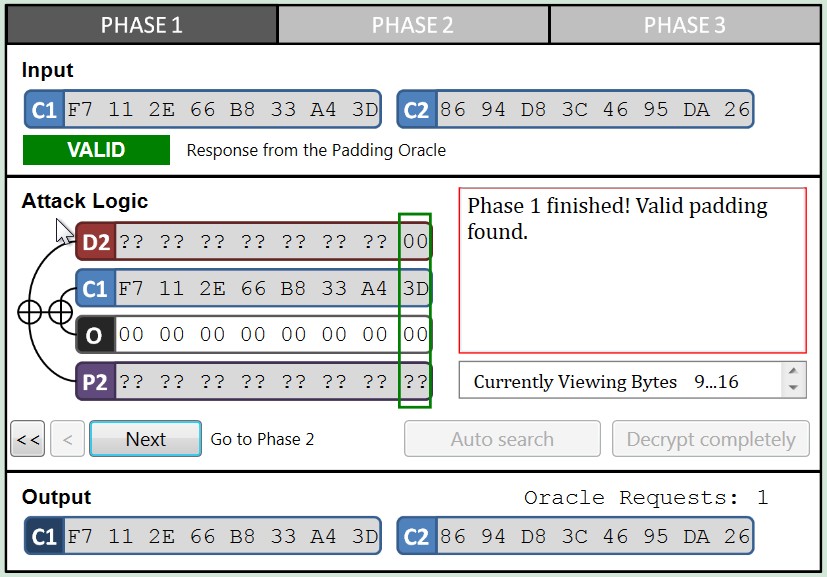 PHASE 1 PHASE 2 PHASE 3
Input
C1 F7 11 2E 66 B8 33 A4 3D C2 86 94 D8 3C 46 95 DA 26
VALID Response from the Padding Oracle
Attack Logic
D2 ?? ?? ?? ?? ?? ?? ?? 00
C1 F7 11 2E 66 B8 33 A4 3D
O 00 00 00 00 00 00 00 00
P2 ?? ?? ?? ?? ?? ?? ?? ??
Phase 1 finished! Valid padding
found.
Currently Viewing Bytes 9...16
<< < Next Go to Phase 2 Auto search Decrypt completely
Output Oracle Requests: 1
C1 F7 11 2E 66 B8 33 A4 3D C2 86 94 D8 3C 46 95 DA 26